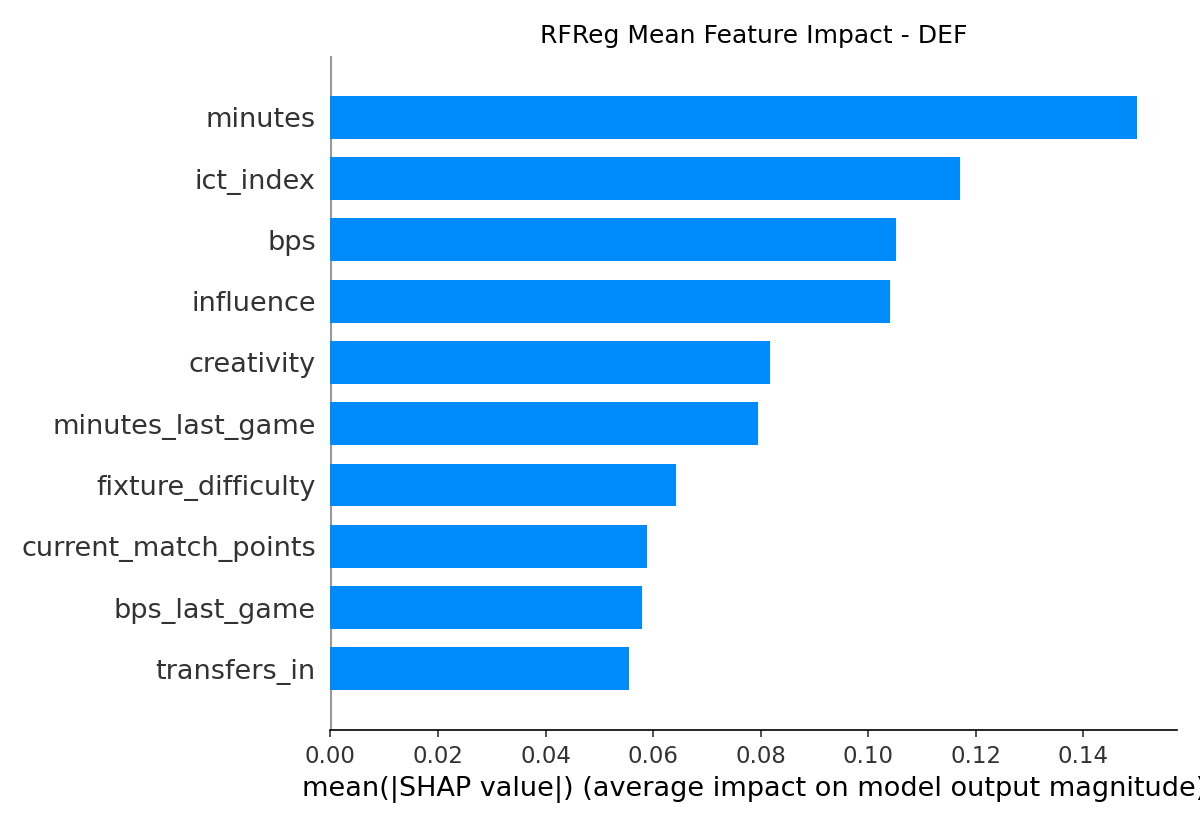 RFReg Mean Feature Impact - DEF
minutes
ict_index
bps
influence
creativity
minutes_last_game
fixture_difficulty
current_match_points
bps_last_game
transfers_in
0.00 0.02 0.04 0.06 0.08 0.10 0.12 0.14
mean(|SHAP value|) (average impact on model output magnitude)